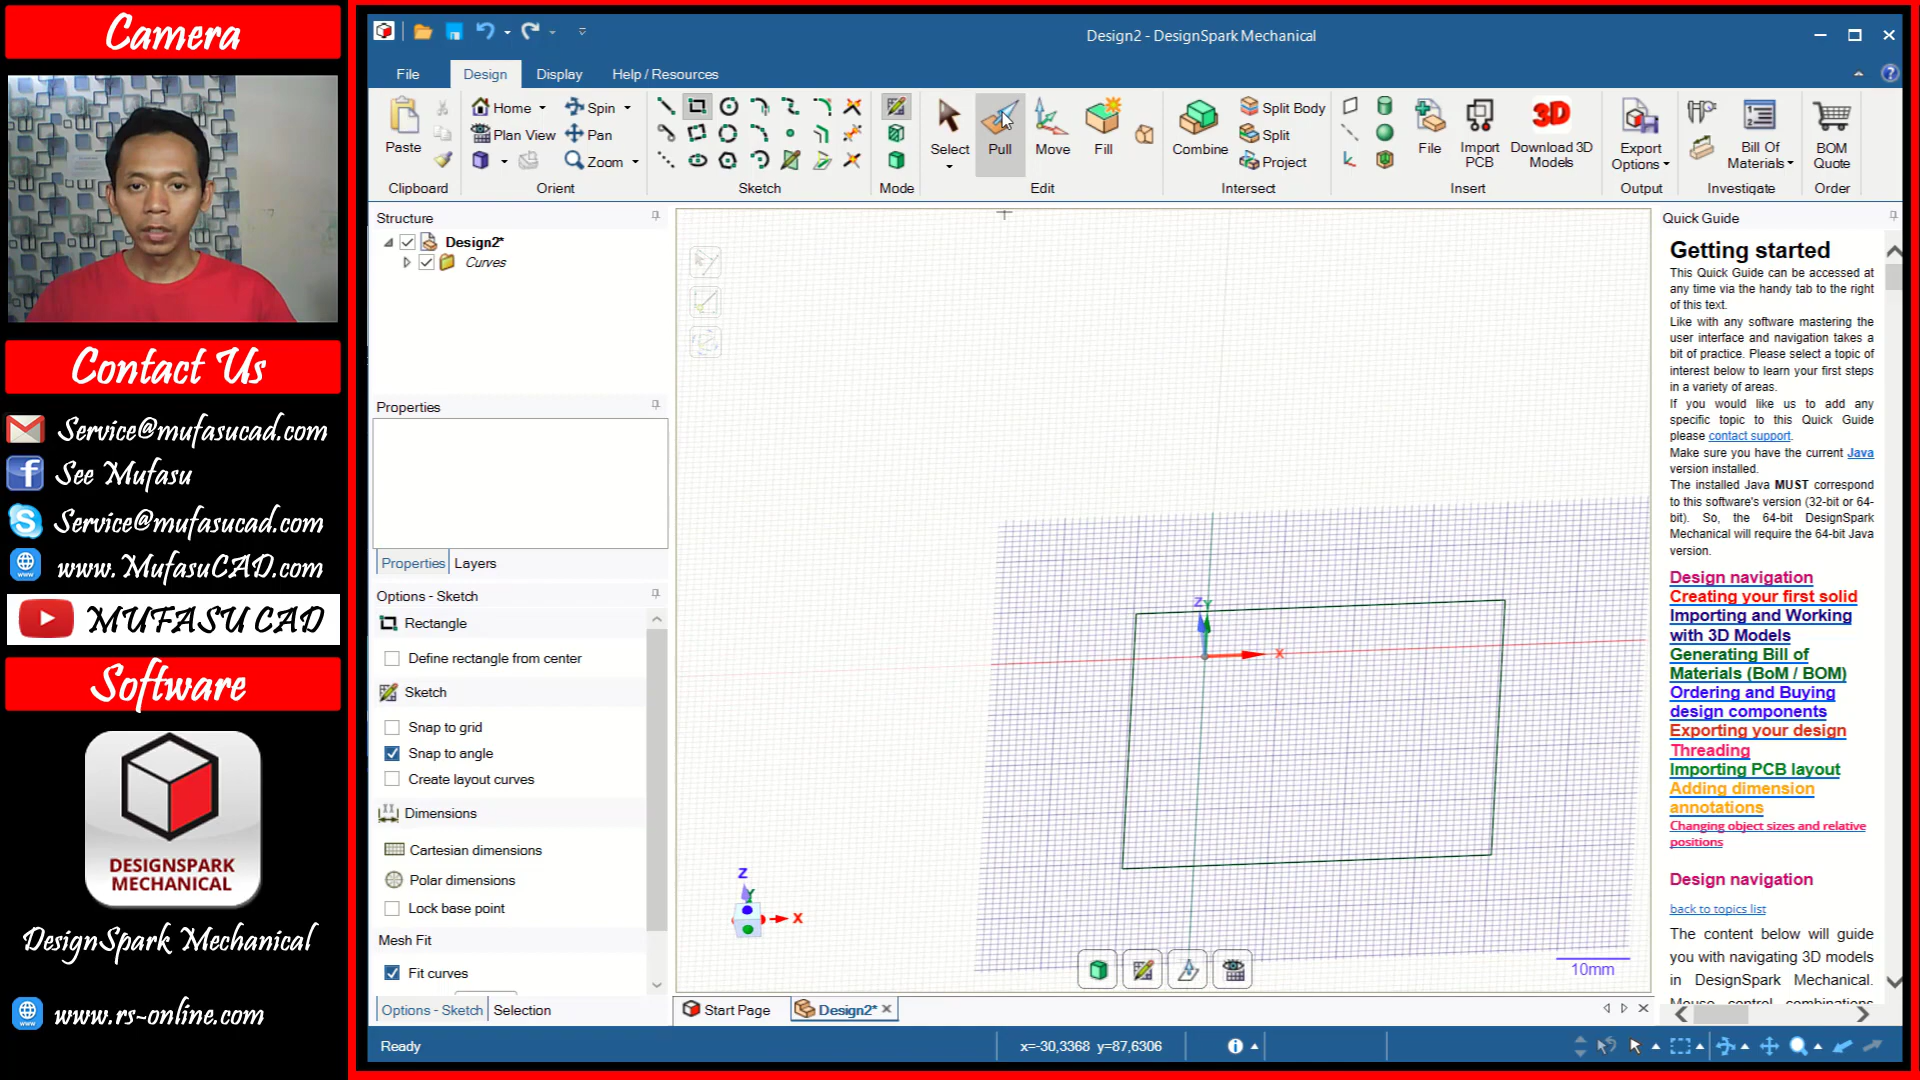 Camera
Contact Us
Service@mufasucad.com
See Mufasu
Service@mufasucad.com
www.MufasuCAD.com
MUFASU CAD
Software
DESIGNSPARK
MECHANICAL
DesignSpark Mechanical
www.rs-online.com
Design2 - DesignSpark Mechanical
File
Design
Display
Help / Resources
Paste
Clipboard
Home
Plan View
Spin
Pan
Zoom
Orient
Sketch
Mode
Select
Pull
Move
Fill
Edit
Combine
Split Body
Split
Project
Intersect
File
Import PCB
3D
Download 3D Models
Insert
Export Options
Output
Bill Of Materials
Investigate
BOM Quote
Order
Structure
Design2*
Curves
Properties
Properties
Layers
Options - Sketch
Rectangle
Define rectangle from center
Sketch
Snap to grid
Snap to angle
Create layout curves
Dimensions
Cartesian dimensions
Polar dimensions
Lock base point
Mesh Fit
Fit curves
Options - Sketch
Selection
Z
Y
X
Z
Y
X
10mm
Start Page
Design2*
Ready
x=-30,3368 y=87,6306
Quick Guide
Getting started
This Quick Guide can be accessed at
any time via the handy tab to the right
of this text.
Like with any software mastering the
user interface and navigation takes a
bit of practice. Please select a topic of
interest below to learn your first steps
in a variety of areas.
If you would like us to add any
specific topic to this Quick Guide
please contact support.
Make sure you have the current Java
version installed.
The installed Java MUST correspond
to this software's version (32-bit or 64-
bit). So, the 64-bit DesignSpark
Mechanical will require the 64-bit Java
version.
Design navigation
Creating your first solid
Importing and Working
with 3D Models
Generating Bill of
Materials (BoM / BOM)
Ordering and Buying
design components
Exporting your design
Threading
Importing PCB layout
Adding dimension
annotations
Changing object sizes and relative
positions
Design navigation
back to topics list
The content below will guide
you with navigating 3D models
in DesignSpark Mechanical.
Mouse control combinations